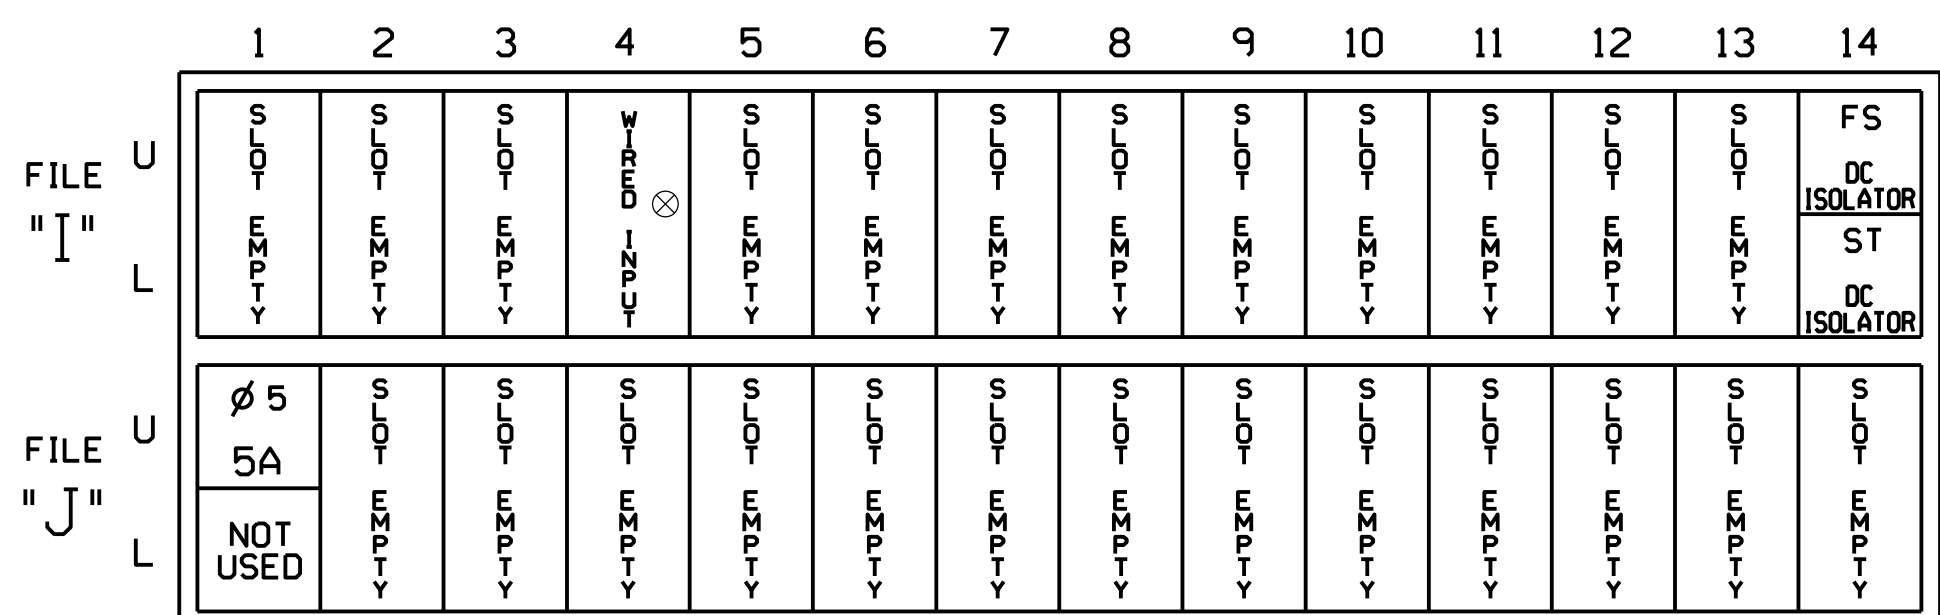 1 2 3 4 5 6 7 8 9 10 11 12 13 14
FILE
"I"
U
L
SLOT EMPTY
SLOT EMPTY
SLOT EMPTY
WIRED INPUT
SLOT EMPTY
SLOT EMPTY
SLOT EMPTY
SLOT EMPTY
SLOT EMPTY
SLOT EMPTY
SLOT EMPTY
SLOT EMPTY
SLOT EMPTY
FS
DC
ISOLATOR
ST
DC
ISOLATOR
FILE
"J"
U
L
Ø 5
5A
NOT
USED
SLOT EMPTY
SLOT EMPTY
SLOT EMPTY
SLOT EMPTY
SLOT EMPTY
SLOT EMPTY
SLOT EMPTY
SLOT EMPTY
SLOT EMPTY
SLOT EMPTY
SLOT EMPTY
SLOT EMPTY
SLOT EMPTY